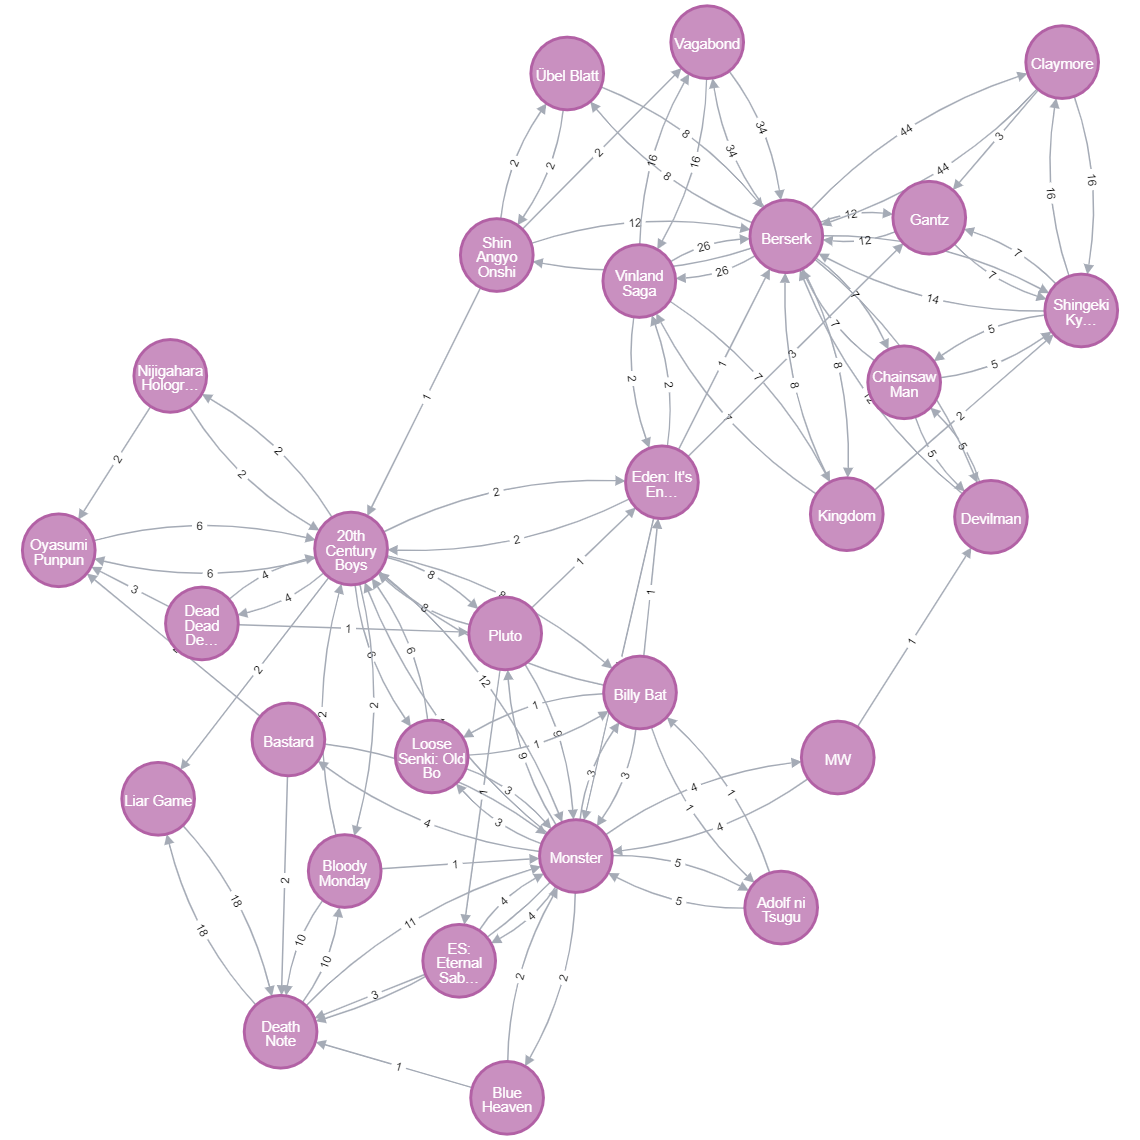 Vagabond
Übel Blatt
Claymore
44
3
34
8
2
16
2
2
16
34
8
44
16
16
Shin
Angyo
Onshi
12
Berserk
12
12
Gantz
26
26
7
7
Vinland
Saga
14
Shingeki
Ky...
7
7
5
5
3
Nijigahara
Hologr...
1
2
2
1
7
8
8
Chainsaw
Man
12
2
7
5
5
2
2
2
Eden: It's
En...
2
Kingdom
Devilman
Oyasumi
Punpun
6
6
20th
Century
Boys
2
8
8
1
3
4
4
Dead
Dead
De...
1
8
Pluto
1
1
6
6
2
12
Billy Bat
2
2
1
1
9
9
3
3
Bastard
Loose
Senki: Old
Bo
MW
Liar Game
3
3
4
4
4
1
1
Bloody
Monday
1
Monster
5
5
Adolf ni
Tsugu
2
18
18
10
10
11
4
4
ES:
Eternal
Sab...
3
2
2
Death
Note
1
Blue
Heaven